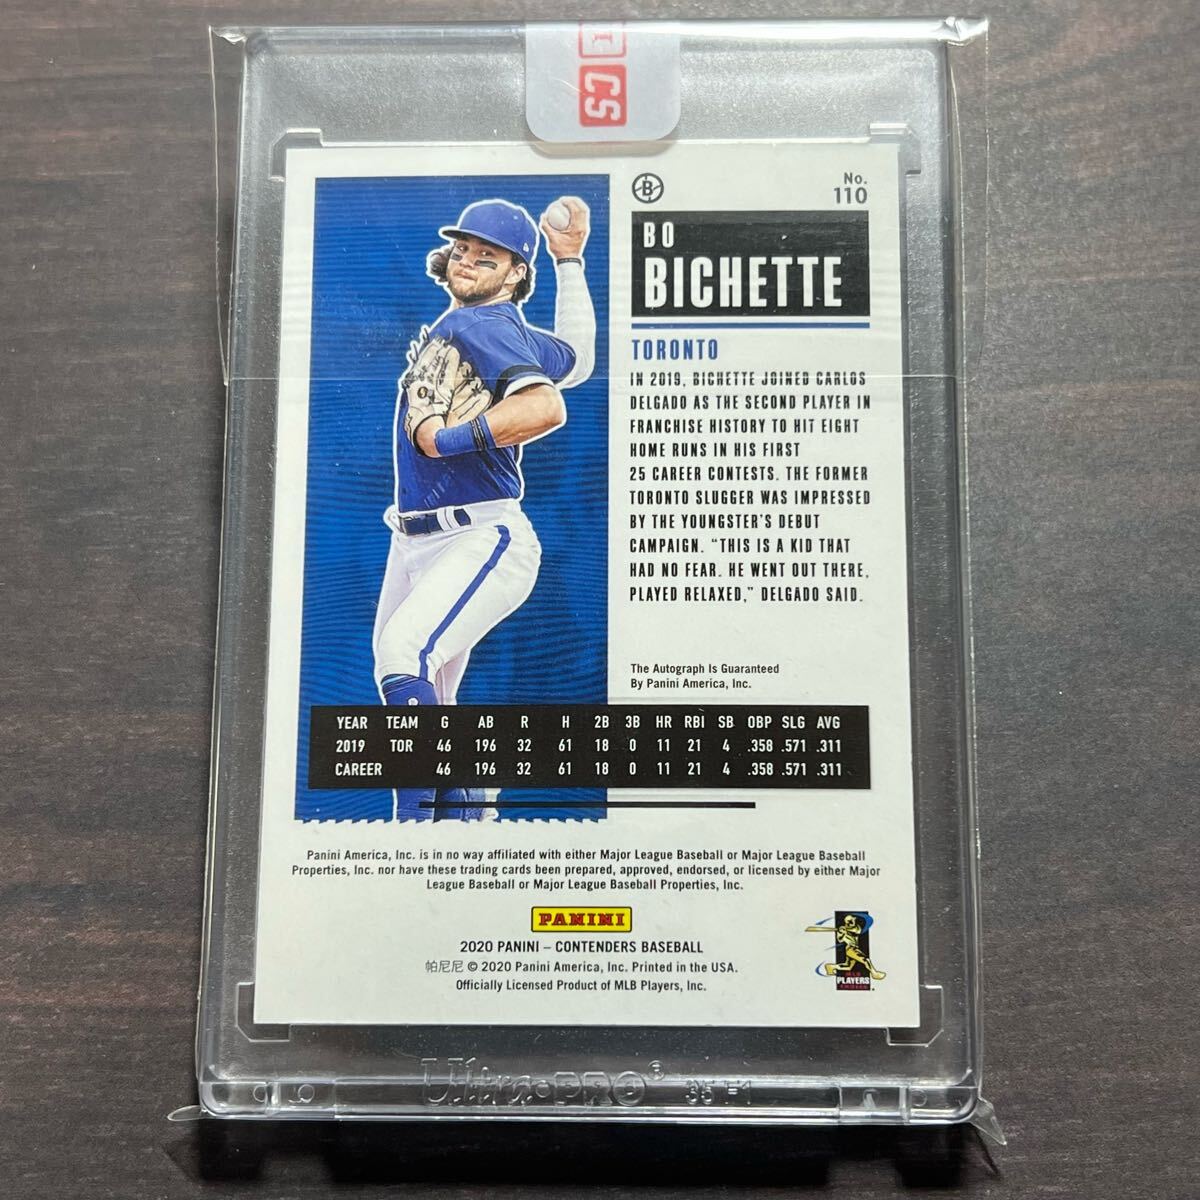 CS
B
No.
110
BO
BICHETTE
TORONTO
IN 2019, BICHETTE JOINED CARLOS
DELGADO AS THE SECOND PLAYER IN
FRANCHISE HISTORY TO HIT EIGHT
HOME RUNS IN HIS FIRST
25 CAREER CONTESTS. THE FORMER
TORONTO SLUGGER WAS IMPRESSED
BY THE YOUNGSTER'S DEBUT
CAMPAIGN. “THIS IS A KID THAT
HAD NO FEAR. HE WENT OUT THERE,
PLAYED RELAXED,” DELGADO SAID.
The Autograph Is Guaranteed
By Panini America, Inc.
YEAR TEAM G AB R H 2B 3B HR RBI SB OBP SLG AVG
2019 TOR 46 196 32 61 18 0 11 21 4 .358 .571 .311
CAREER 46 196 32 61 18 0 11 21 4 .358 .571 .311
Panini America, Inc. is in no way affiliated with either Major League Baseball or Major League Baseball
Properties, Inc. nor have these trading cards been prepared, approved, endorsed, or licensed by either Major
League Baseball or Major League Baseball Properties, Inc.
PANINI
2020 PANINI – CONTENDERS BASEBALL
帕尼尼 © 2020 Panini America, Inc. Printed in the USA.
Officially Licensed Product of MLB Players, Inc.
MLB
PLAYERS
CHOICE
Ultra·PRO®